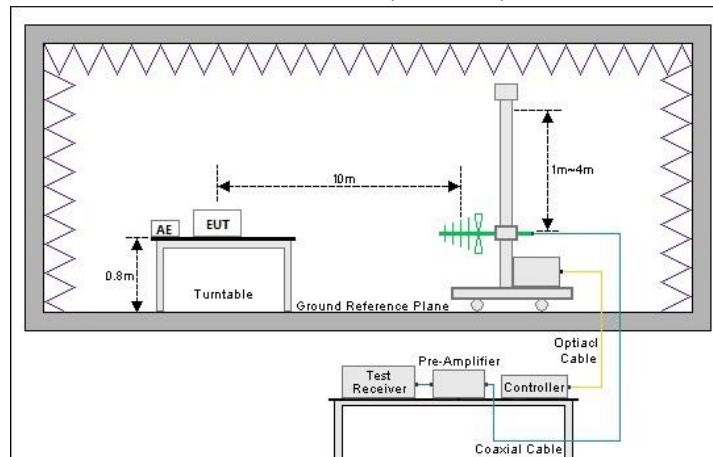 10m
1m~4m
AE
EUT
0.8m
Turntable
Ground Reference Plane
Optiacl
Cable
Pre-Amplifier
Test
Receiver
Controller
Coaxial Cable